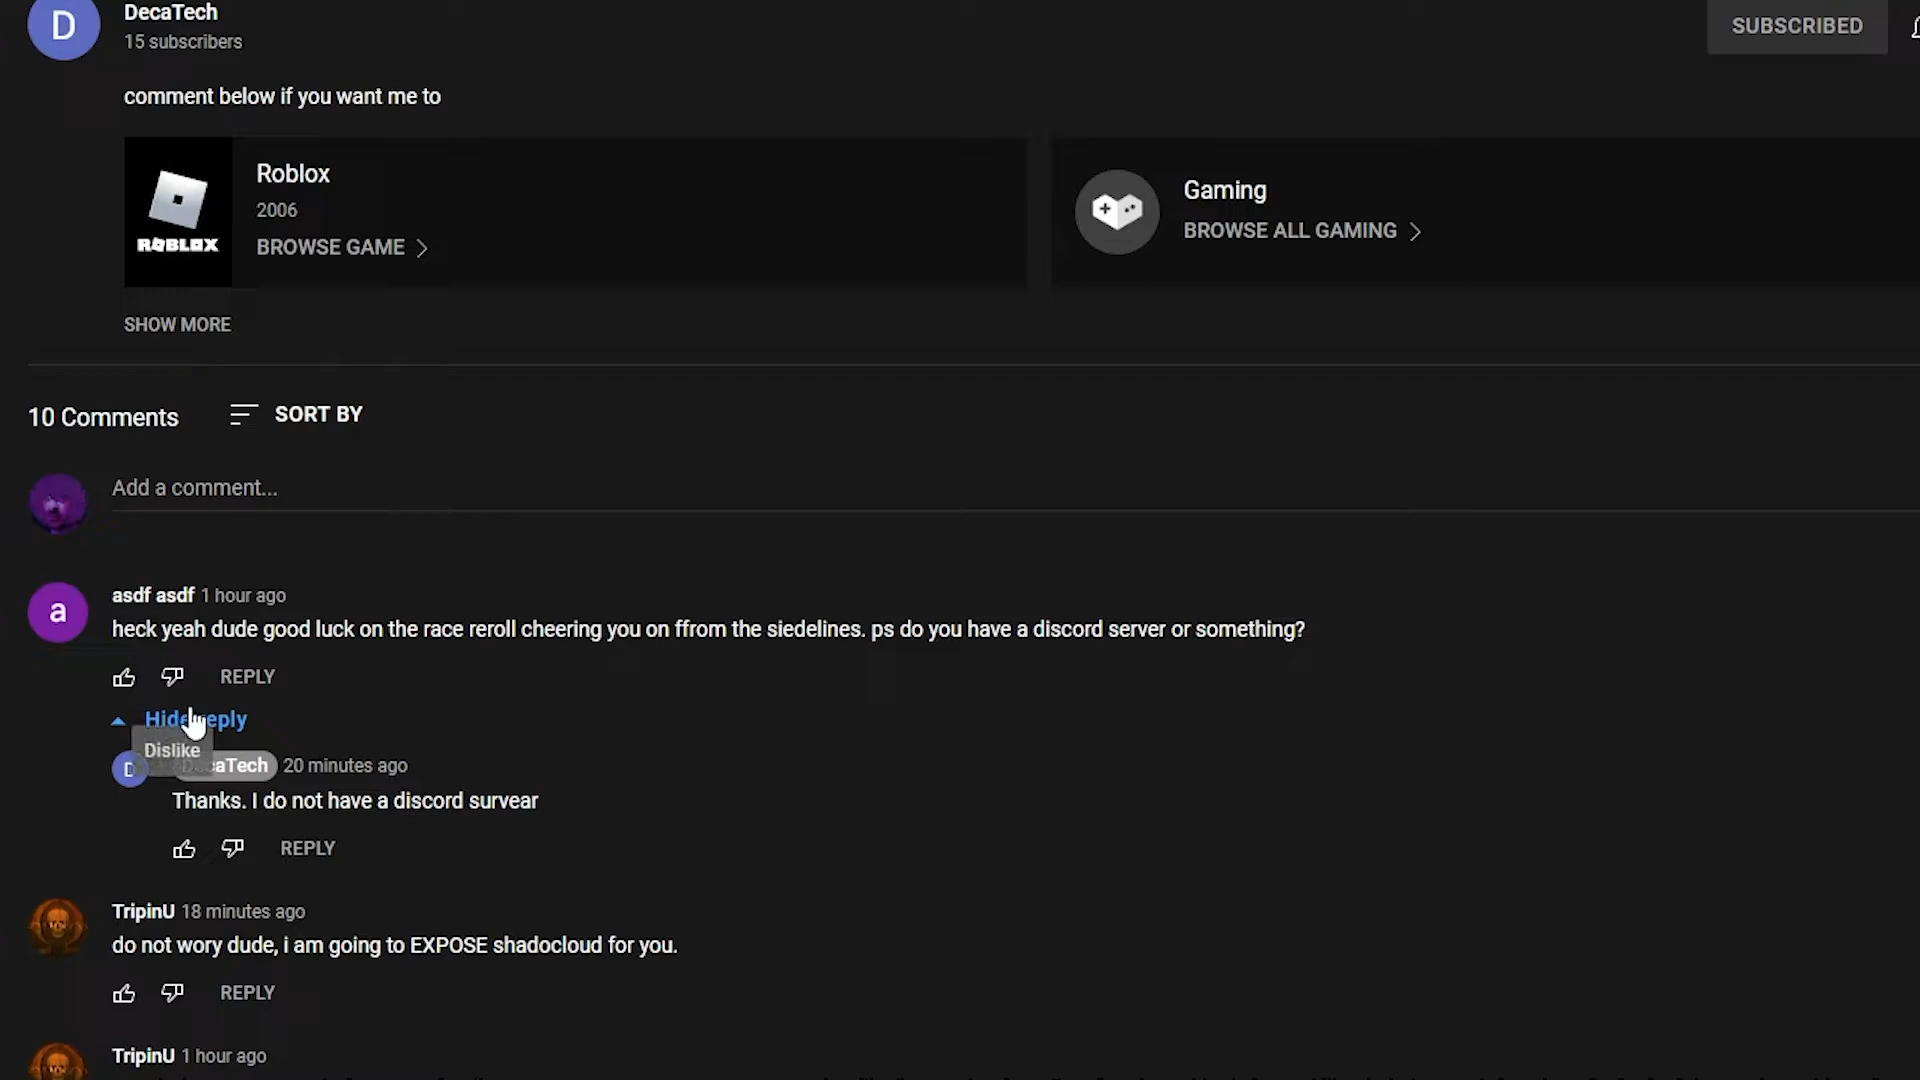 D
DecaTech
15 subscribers
SUBSCRIBED
comment below if you want me to
Roblox
2006
BROWSE GAME
ROBLOX
Gaming
BROWSE ALL GAMING
SHOW MORE
10 Comments
SORT BY
Add a comment...
a
asdf asdf 1 hour ago
heck yeah dude good luck on the race reroll cheering you on ffrom the siedelines. ps do you have a discord server or something?
REPLY
Hide reply
Dislike
D
DecaTech 20 minutes ago
Thanks. I do not have a discord survear
REPLY
TripinU 18 minutes ago
do not wory dude, i am going to EXPOSE shadocloud for you.
REPLY
TripinU 1 hour ago